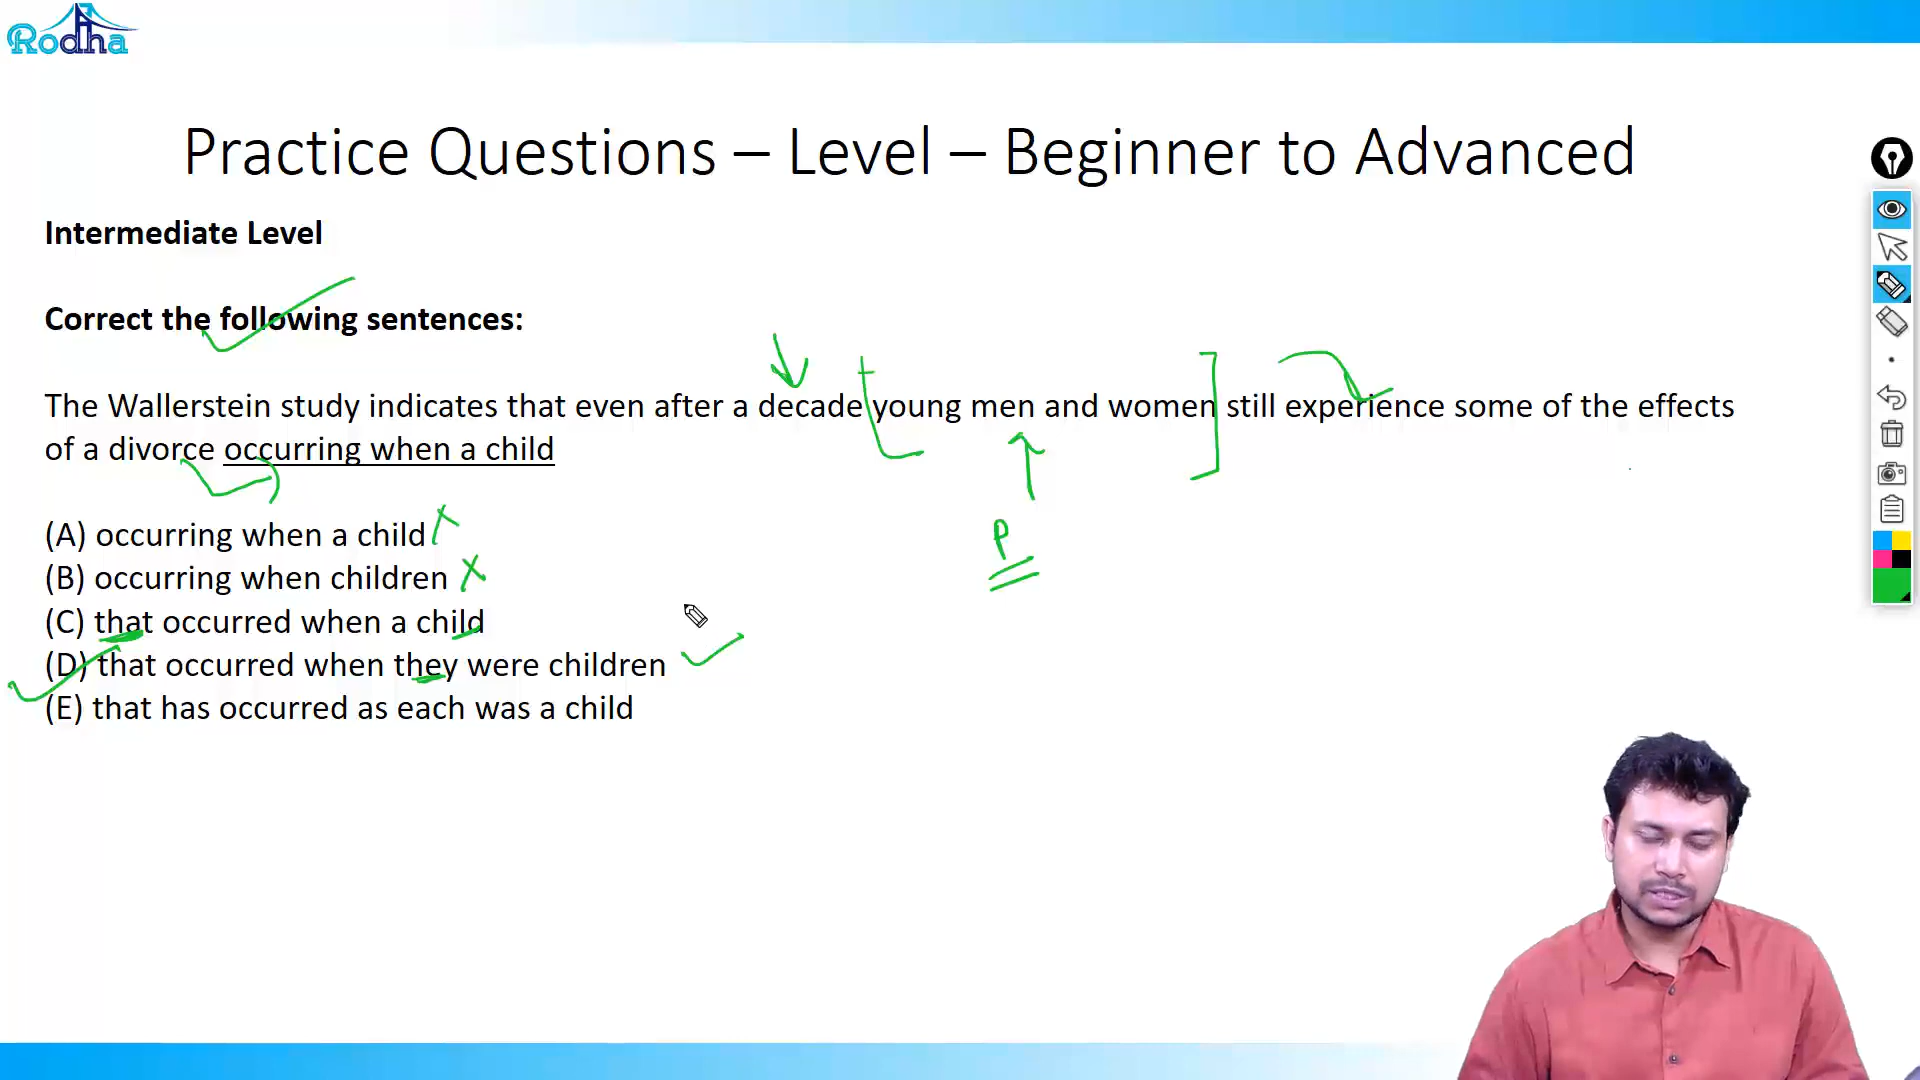 Rodha
Practice Questions – Level – Beginner to Advanced
Intermediate Level
Correct the following sentences:
The Wallerstein study indicates that even after a decade young men and women still experience some of the effects
of a divorce occurring when a child
(A) occurring when a child
(B) occurring when children
P
(C) that occurred when a child
(D) that occurred when they were children
(E) that has occurred as each was a child